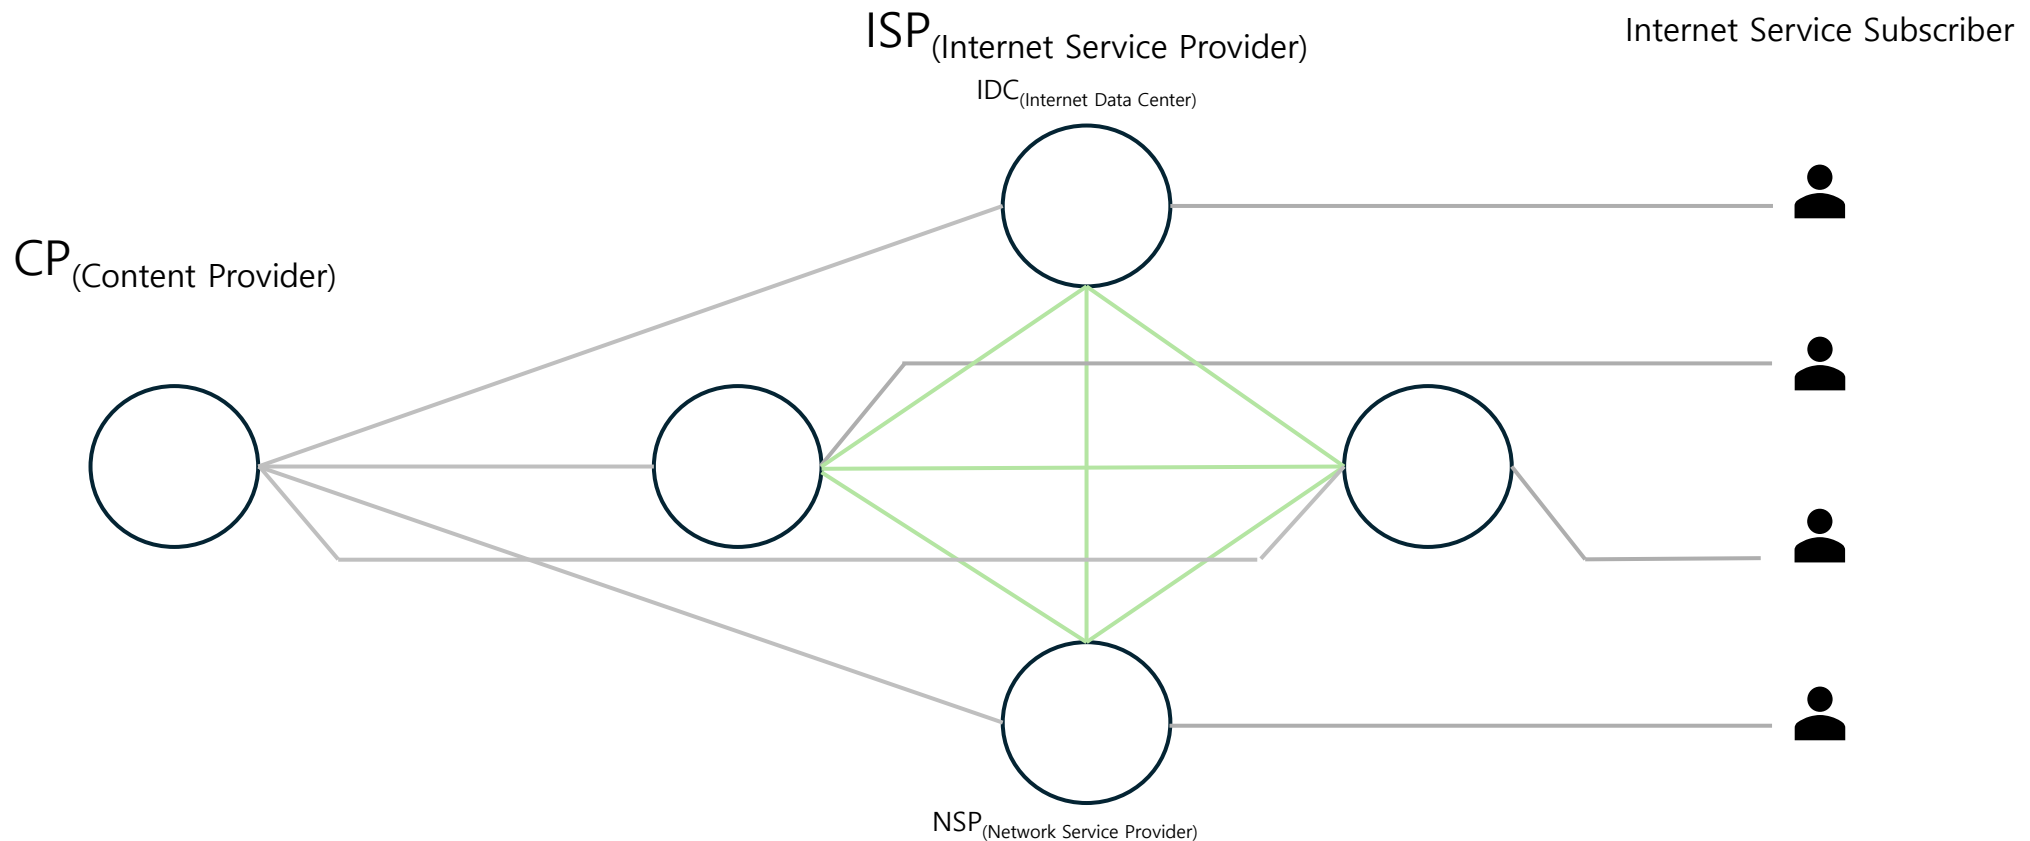 ISP(Internet Service Provider)
Internet Service Subscriber
IDC(Internet Data Center)
CP(Content Provider)
NSP(Network Service Provider)